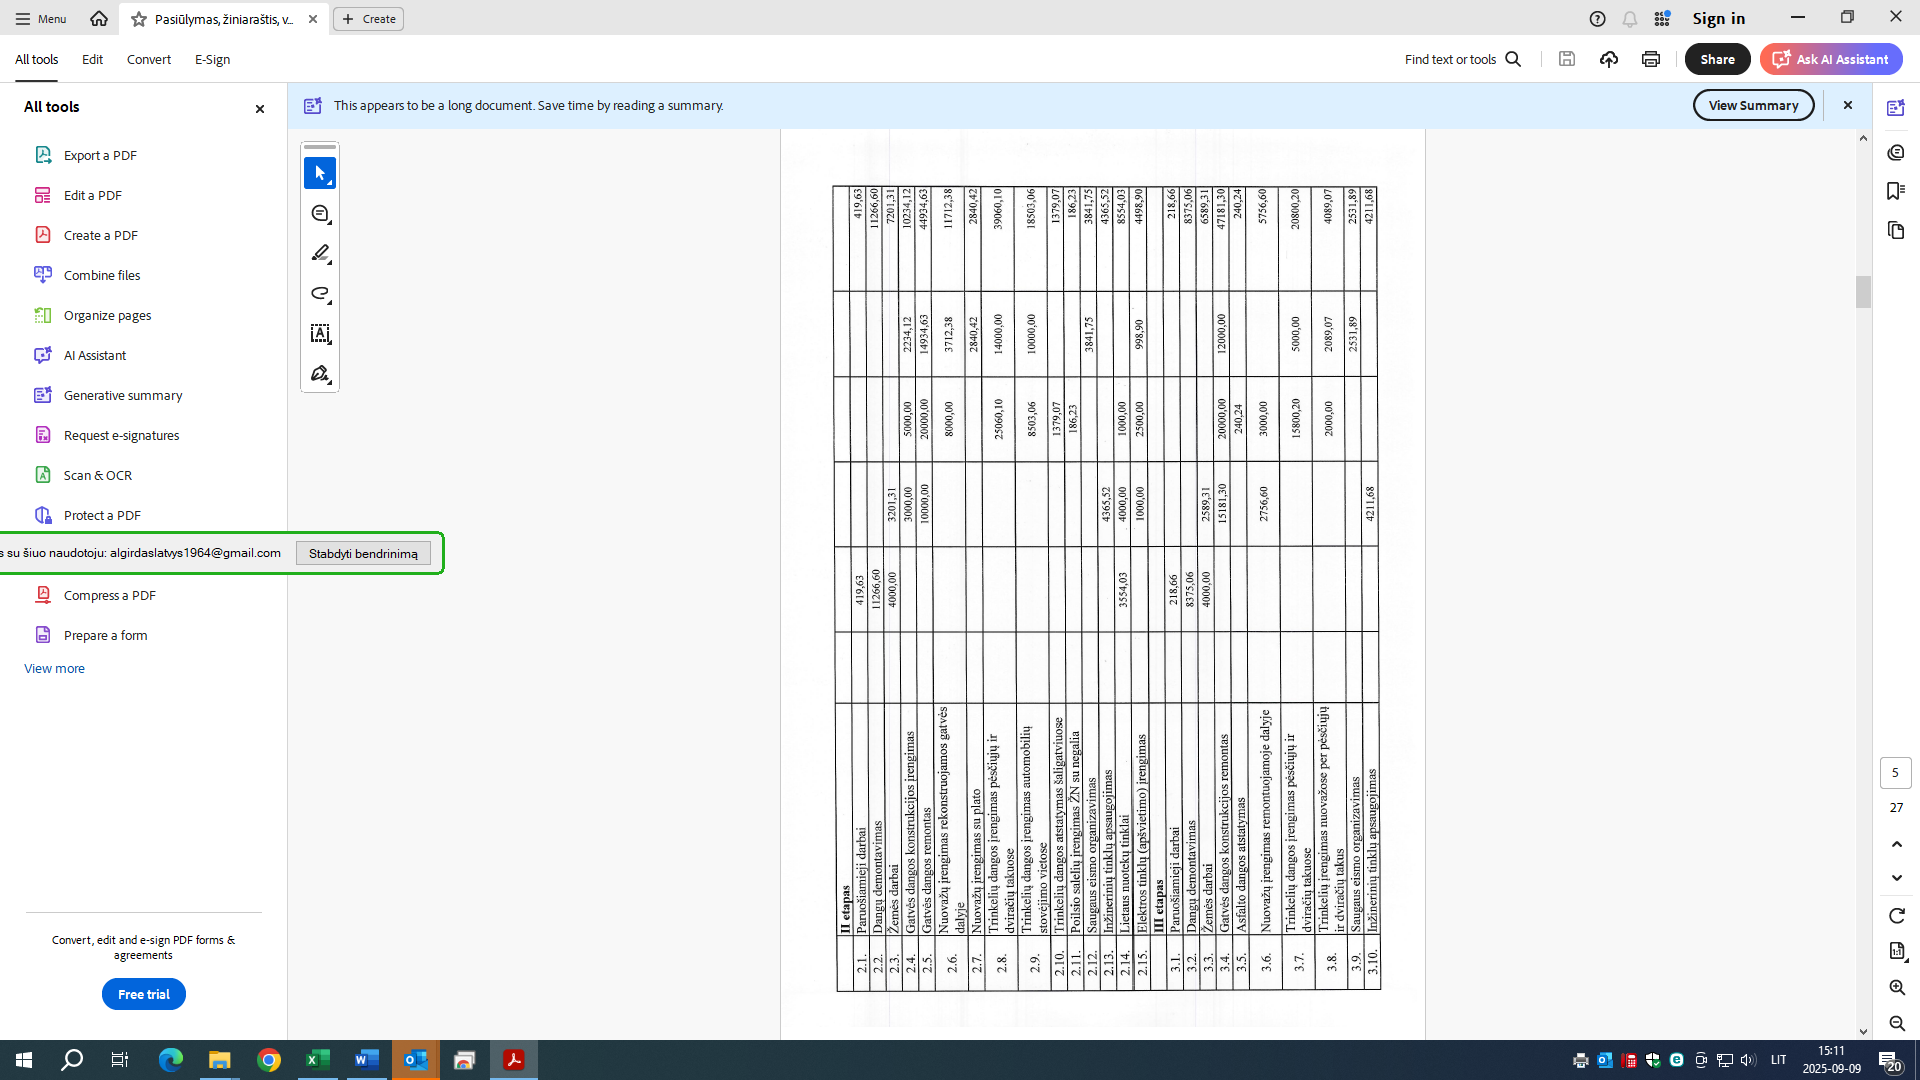 Menu
Pasiūlymas, žiniaraštis, v...
Create
Sign in
All tools
Edit
Convert
E-Sign
Find text or tools
Share
Ask AI Assistant
All tools
This appears to be a long document. Save time by reading a summary.
View Summary
Export a PDF
Edit a PDF
Create a PDF
Combine files
Organize pages
AI Assistant
Generative summary
Request e-signatures
Scan & OCR
Protect a PDF
s su šiuo naudotoju: algirdaslatvys1964@gmail.com
Stabdyti bendrinimą
Compress a PDF
Prepare a form
View more
Convert, edit and e-sign PDF forms & agreements
Free trial
II etapas
2.1. Paruošiamieji darbai 419,63 419,63
2.2. Dangų demontavimas 11266,60 11266,60
2.3. Žemės darbai 4000,00 3201,31 7201,31
2.4. Gatvės dangos konstrukcijos įrengimas 3000,00 5000,00 2234,12 10234,12
2.5. Gatvės dangos remontas 10000,00 20000,00 14934,63 44934,63
2.6. Nuovažų įrengimas rekonstruojamos gatvės dalyje 8000,00 3712,38 11712,38
2.7. Nuovažų įrengimas su plato 2840,42 2840,42
2.8. Trinkelių dangos įrengimas pėsčiųjų ir dviračių takuose 25060,10 14000,00 39060,10
2.9. Trinkelių dangos įrengimas automobilių stovėjimo vietose 8503,06 10000,00 18503,06
2.10. Trinkelių dangos atstatymas šaligatviuose 1379,07 1379,07
2.11. Poilsio salelių įrengimas ŽN su negalia 186,23 186,23
2.12. Saugaus eismo organizavimas 3841,75 3841,75
2.13. Inžinerinių tinklų apsaugojimas 4365,52 4365,52
2.14. Lietaus nuotekų tinklai 3554,03 4000,00 1000,00 8554,03
2.15. Elektros tinklų (apšvietimo) įrengimas 1000,00 2500,00 998,90 4498,90
III etapas
3.1. Paruošiamieji darbai 218,66 218,66
3.2. Dangų demontavimas 8375,06 8375,06
3.3. Žemės darbai 4000,00 2589,31 6589,31
3.4. Gatvės dangos konstrukcijos remontas 15181,30 20000,00 12000,00 47181,30
3.5. Asfalto dangos atstatymas 240,24 240,24
3.6. Nuovažų įrengimas remontuojamoje dalyje 2756,60 3000,00 5756,60
3.7. Trinkelių dangos įrengimas pėsčiųjų ir dviračių takuose 15800,20 5000,00 20800,20
3.8. Trinkelių įrengimas nuovažose per pėsčiųjų ir dviračių takus 2000,00 2089,07 4089,07
3.9. Saugaus eismo organizavimas 2531,89 2531,89
3.10. Inžinerinių tinklų apsaugojimas 4211,68 4211,68
5
27
LIT
15:11
2025-09-09
20